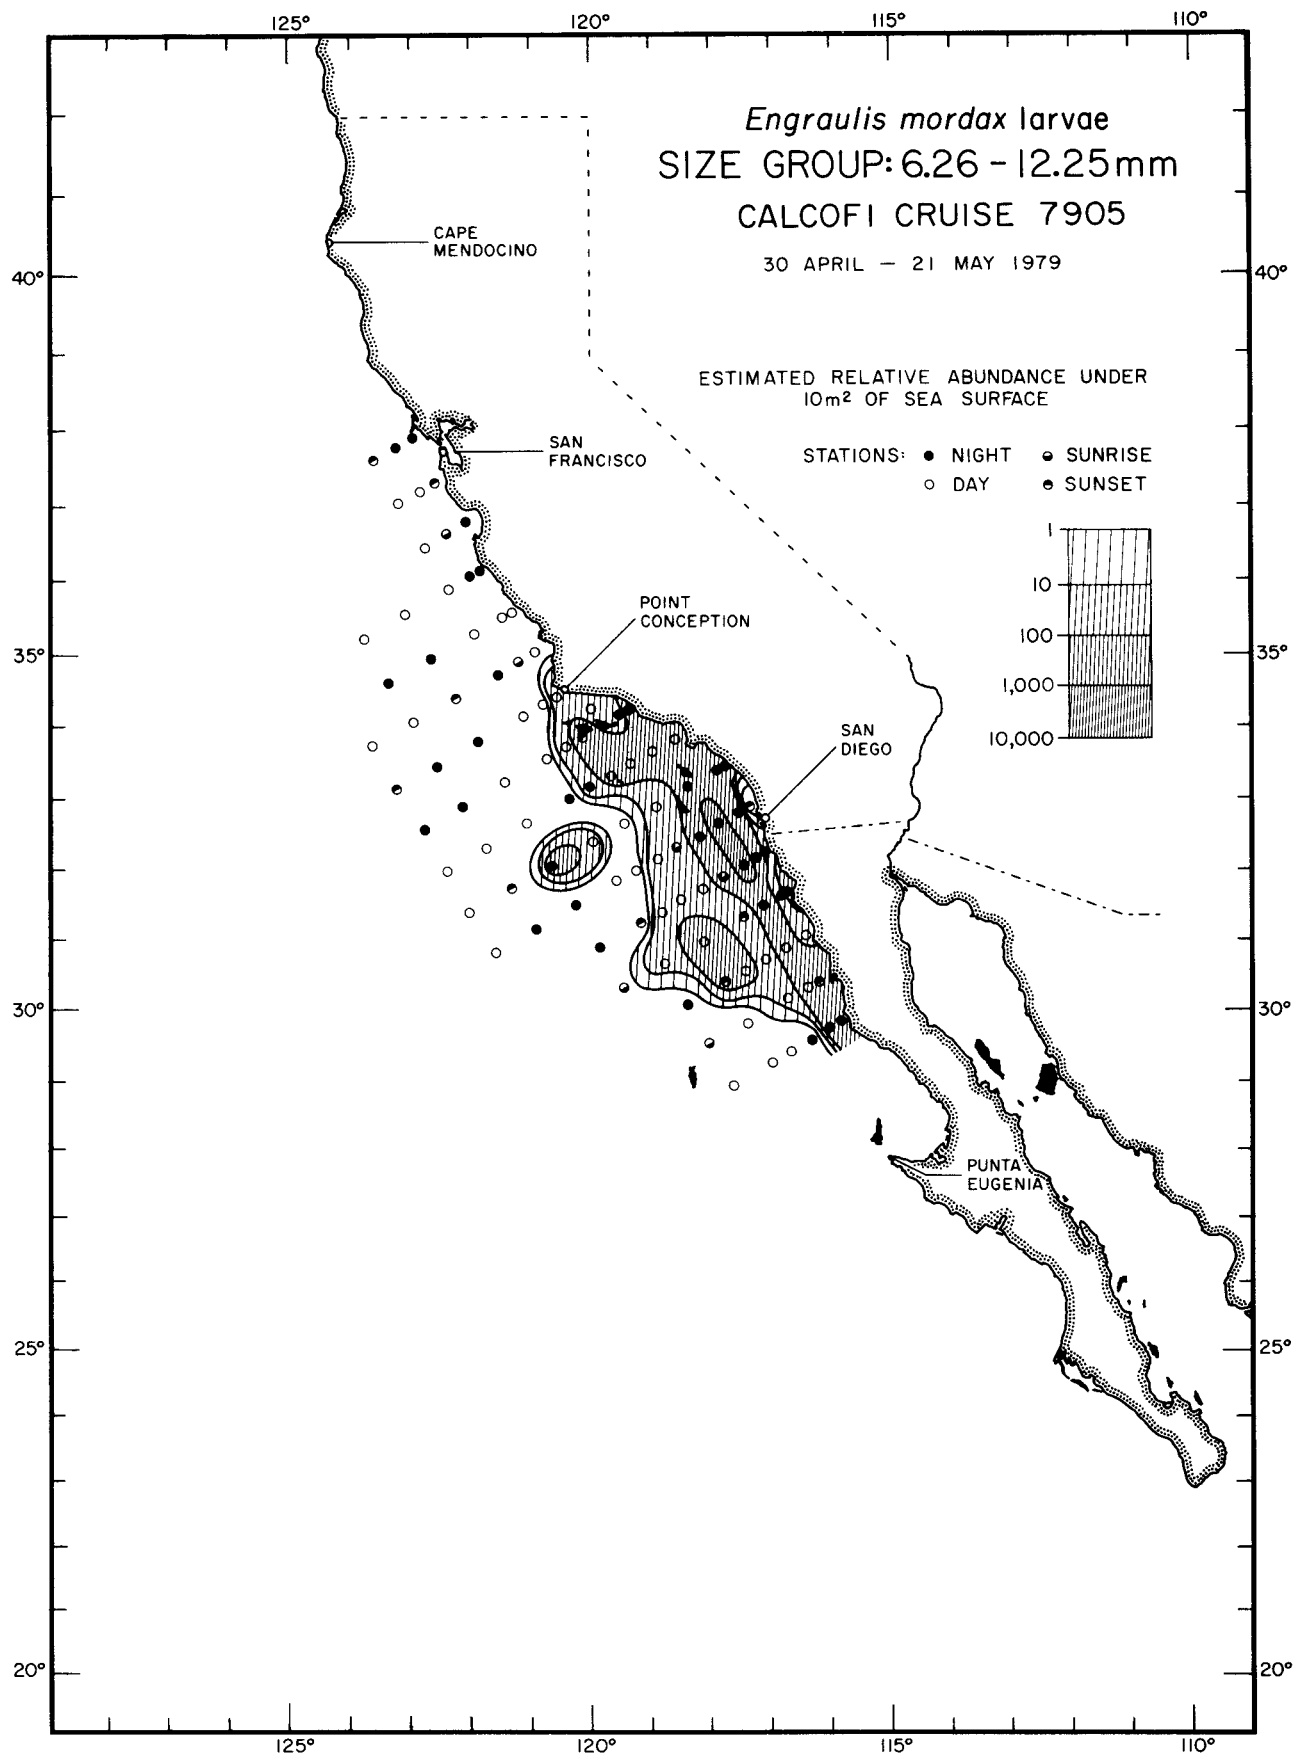 125° 120° 115° 110°
Engraulis mordax larvae
SIZE GROUP: 6.26 – 12.25mm
CALCOFI CRUISE 7905
30 APRIL – 21 MAY 1979
CAPE
MENDOCINO
40° 40°
ESTIMATED RELATIVE ABUNDANCE UNDER
10m² OF SEA SURFACE
SAN
FRANCISCO
STATIONS: NIGHT SUNRISE
DAY SUNSET
1
10
100
1,000
10,000
POINT
CONCEPTION
35° 35°
SAN
DIEGO
30° 30°
PUNTA
EUGENIA
25° 25°
20° 20°
125° 120° 115° 110°